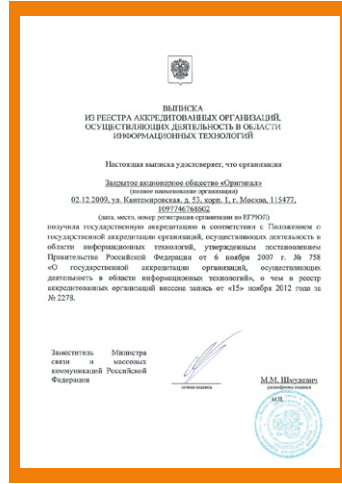 ВЫПИСКА
ИЗ РЕЕСТРА АККРЕДИТОВАННЫХ ОРГАНИЗАЦИЙ,
ОСУЩЕСТВЛЯЮЩИХ ДЕЯТЕЛЬНОСТЬ В ОБЛАСТИ
ИНФОРМАЦИОННЫХ ТЕХНОЛОГИЙ
Настоящая выписка удостоверяет, что организация
Закрытое акционерное общество «Оригинал»
(полное наименование организации)
02.12.2009, ул. Кантемировская, д. 53, корп. 1, г. Москва, 115477,
1097746768602
(дата, место, номер регистрации организации по ЕГРЮЛ)
получила государственную аккредитацию в соответствии с Положением о
государственной аккредитации организаций, осуществляющих деятельность в
области информационных технологий, утвержденным постановлением
Правительства Российской Федерации от 6 ноября 2007 г. № 758
«О государственной аккредитации организаций, осуществляющих
деятельность в области информационных технологий», о чем в реестр
аккредитованных организаций внесена запись от «15» ноября 2012 года за
№ 2278.
Заместитель Министра
связи и массовых
коммуникаций Российской
Федерации
М.М. Шмулевич
М.П.